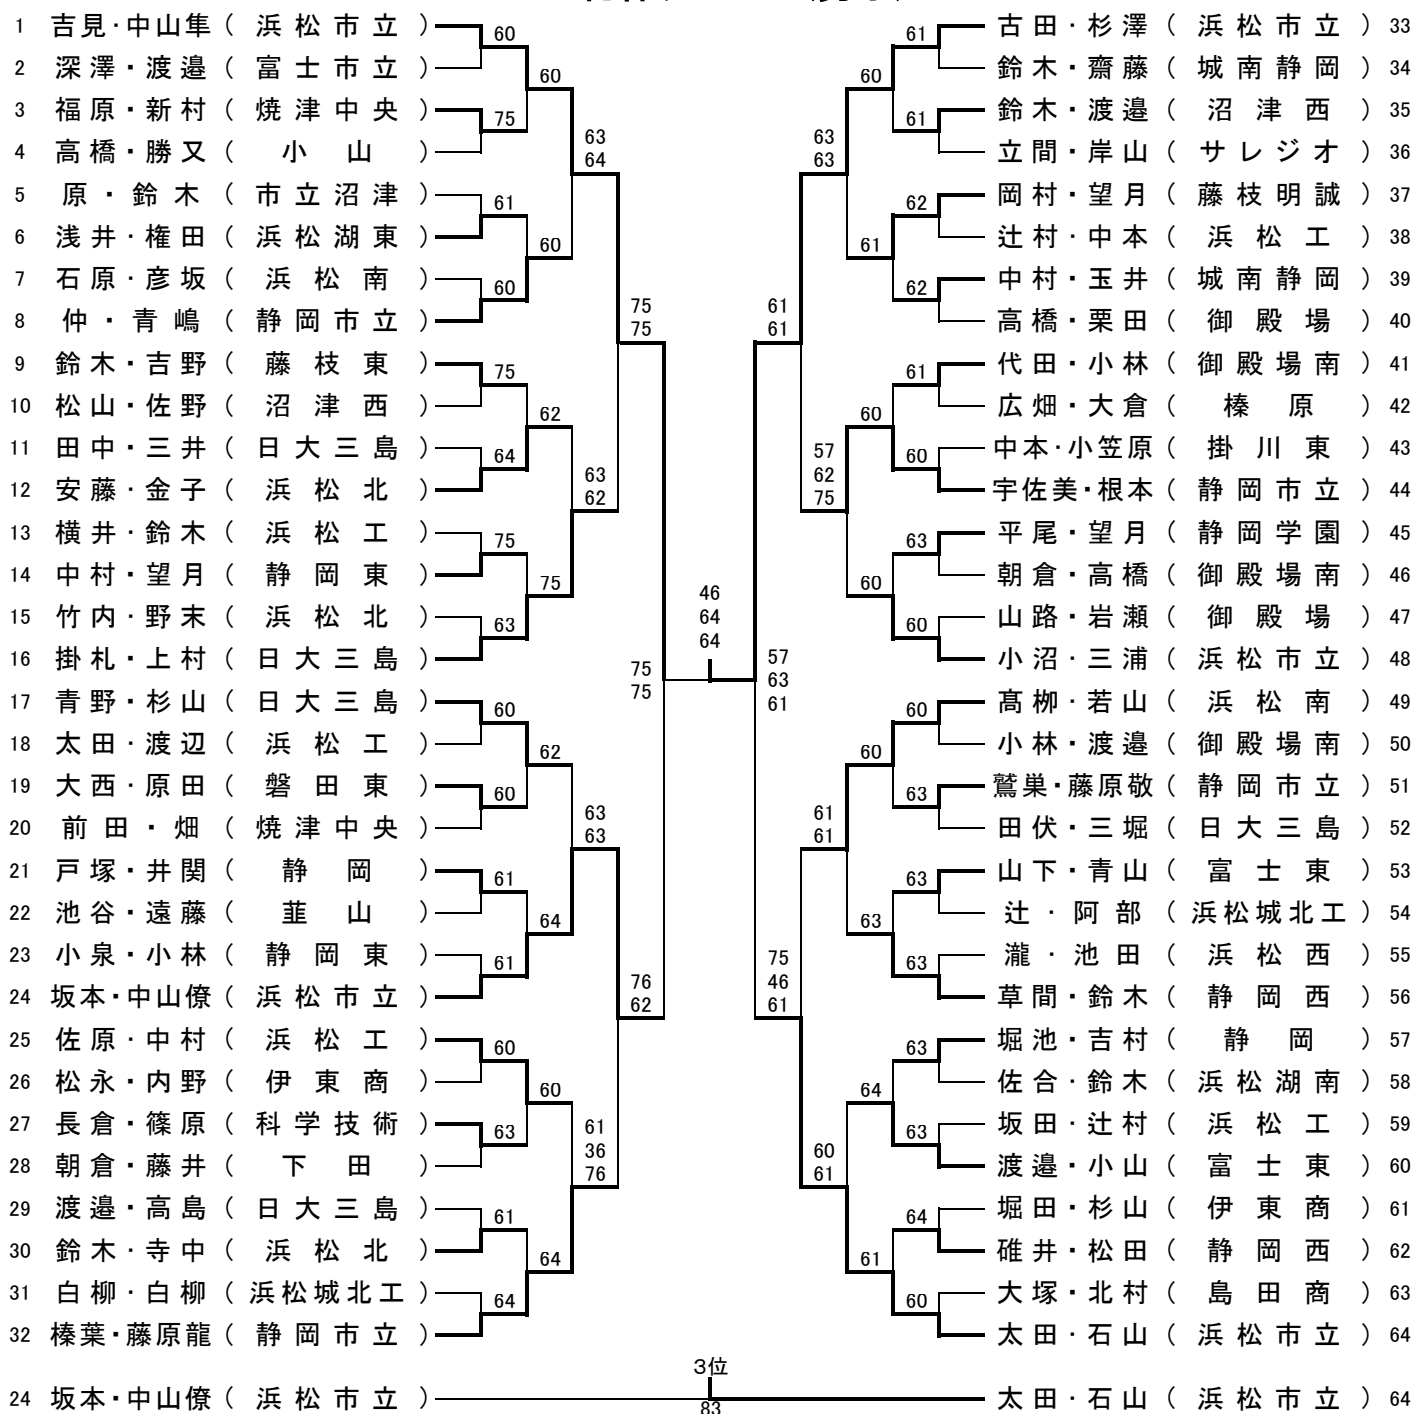 1 吉見・中山隼 ( 浜松市立 )
2 深澤・渡邉 ( 富士市立 )
3 福原・新村 ( 焼津中央 )
4 高橋・勝又 ( 小山 )
5 原・鈴木 ( 市立沼津 )
6 浅井・権田 ( 浜松湖東 )
7 石原・彦坂 ( 浜松南 )
8 仲・青嶋 ( 静岡市立 )
9 鈴木・吉野 ( 藤枝東 )
10 松山・佐野 ( 沼津西 )
11 田中・三井 ( 日大三島 )
12 安藤・金子 ( 浜松北 )
13 横井・鈴木 ( 浜松工 )
14 中村・望月 ( 静岡東 )
15 竹内・野末 ( 浜松北 )
16 掛札・上村 ( 日大三島 )
17 青野・杉山 ( 日大三島 )
18 太田・渡辺 ( 浜松工 )
19 大西・原田 ( 磐田東 )
20 前田・畑 ( 焼津中央 )
21 戸塚・井関 ( 静岡 )
22 池谷・遠藤 ( 韮山 )
23 小泉・小林 ( 静岡東 )
24 坂本・中山僚 ( 浜松市立 )
25 佐原・中村 ( 浜松工 )
26 松永・内野 ( 伊東商 )
27 長倉・篠原 ( 科学技術 )
28 朝倉・藤井 ( 下田 )
29 渡邉・高島 ( 日大三島 )
30 鈴木・寺中 ( 浜松北 )
31 白柳・白柳 ( 浜松城北工 )
32 榛葉・藤原龍 ( 静岡市立 )
60
75
61
60
75
64
75
63
60
60
61
61
60
63
61
64
60
60
62
75
62
64
60
64
63
64
63
62
63
63
61
36
76
75
75
76
62
75
75
46
64
64
57
63
61
61
61
75
46
61
63
63
57
62
75
61
61
60
61
60
61
60
60
60
63
64
61
61
61
62
62
61
60
63
60
60
63
63
63
63
63
64
60
古田・杉澤 ( 浜松市立 ) 33
鈴木・齋藤 ( 城南静岡 ) 34
鈴木・渡邉 ( 沼津西 ) 35
立間・岸山 ( サレジオ ) 36
岡村・望月 ( 藤枝明誠 ) 37
辻村・中本 ( 浜松工 ) 38
中村・玉井 ( 城南静岡 ) 39
高橋・栗田 ( 御殿場 ) 40
代田・小林 ( 御殿場南 ) 41
広畑・大倉 ( 榛原 ) 42
中本・小笠原 ( 掛川東 ) 43
宇佐美・根本 ( 静岡市立 ) 44
平尾・望月 ( 静岡学園 ) 45
朝倉・高橋 ( 御殿場南 ) 46
山路・岩瀬 ( 御殿場 ) 47
小沼・三浦 ( 浜松市立 ) 48
髙栁・若山 ( 浜松南 ) 49
小林・渡邉 ( 御殿場南 ) 50
鷲巣・藤原敬 ( 静岡市立 ) 51
田伏・三堀 ( 日大三島 ) 52
山下・青山 ( 富士東 ) 53
辻・阿部 ( 浜松城北工 ) 54
瀧・池田 ( 浜松西 ) 55
草間・鈴木 ( 静岡西 ) 56
堀池・吉村 ( 静岡 ) 57
佐合・鈴木 ( 浜松湖南 ) 58
坂田・辻村 ( 浜松工 ) 59
渡邉・小山 ( 富士東 ) 60
堀田・杉山 ( 伊東商 ) 61
碓井・松田 ( 静岡西 ) 62
大塚・北村 ( 島田商 ) 63
太田・石山 ( 浜松市立 ) 64
3位
24 坂本・中山僚 ( 浜松市立 )
83
太田・石山 ( 浜松市立 ) 64